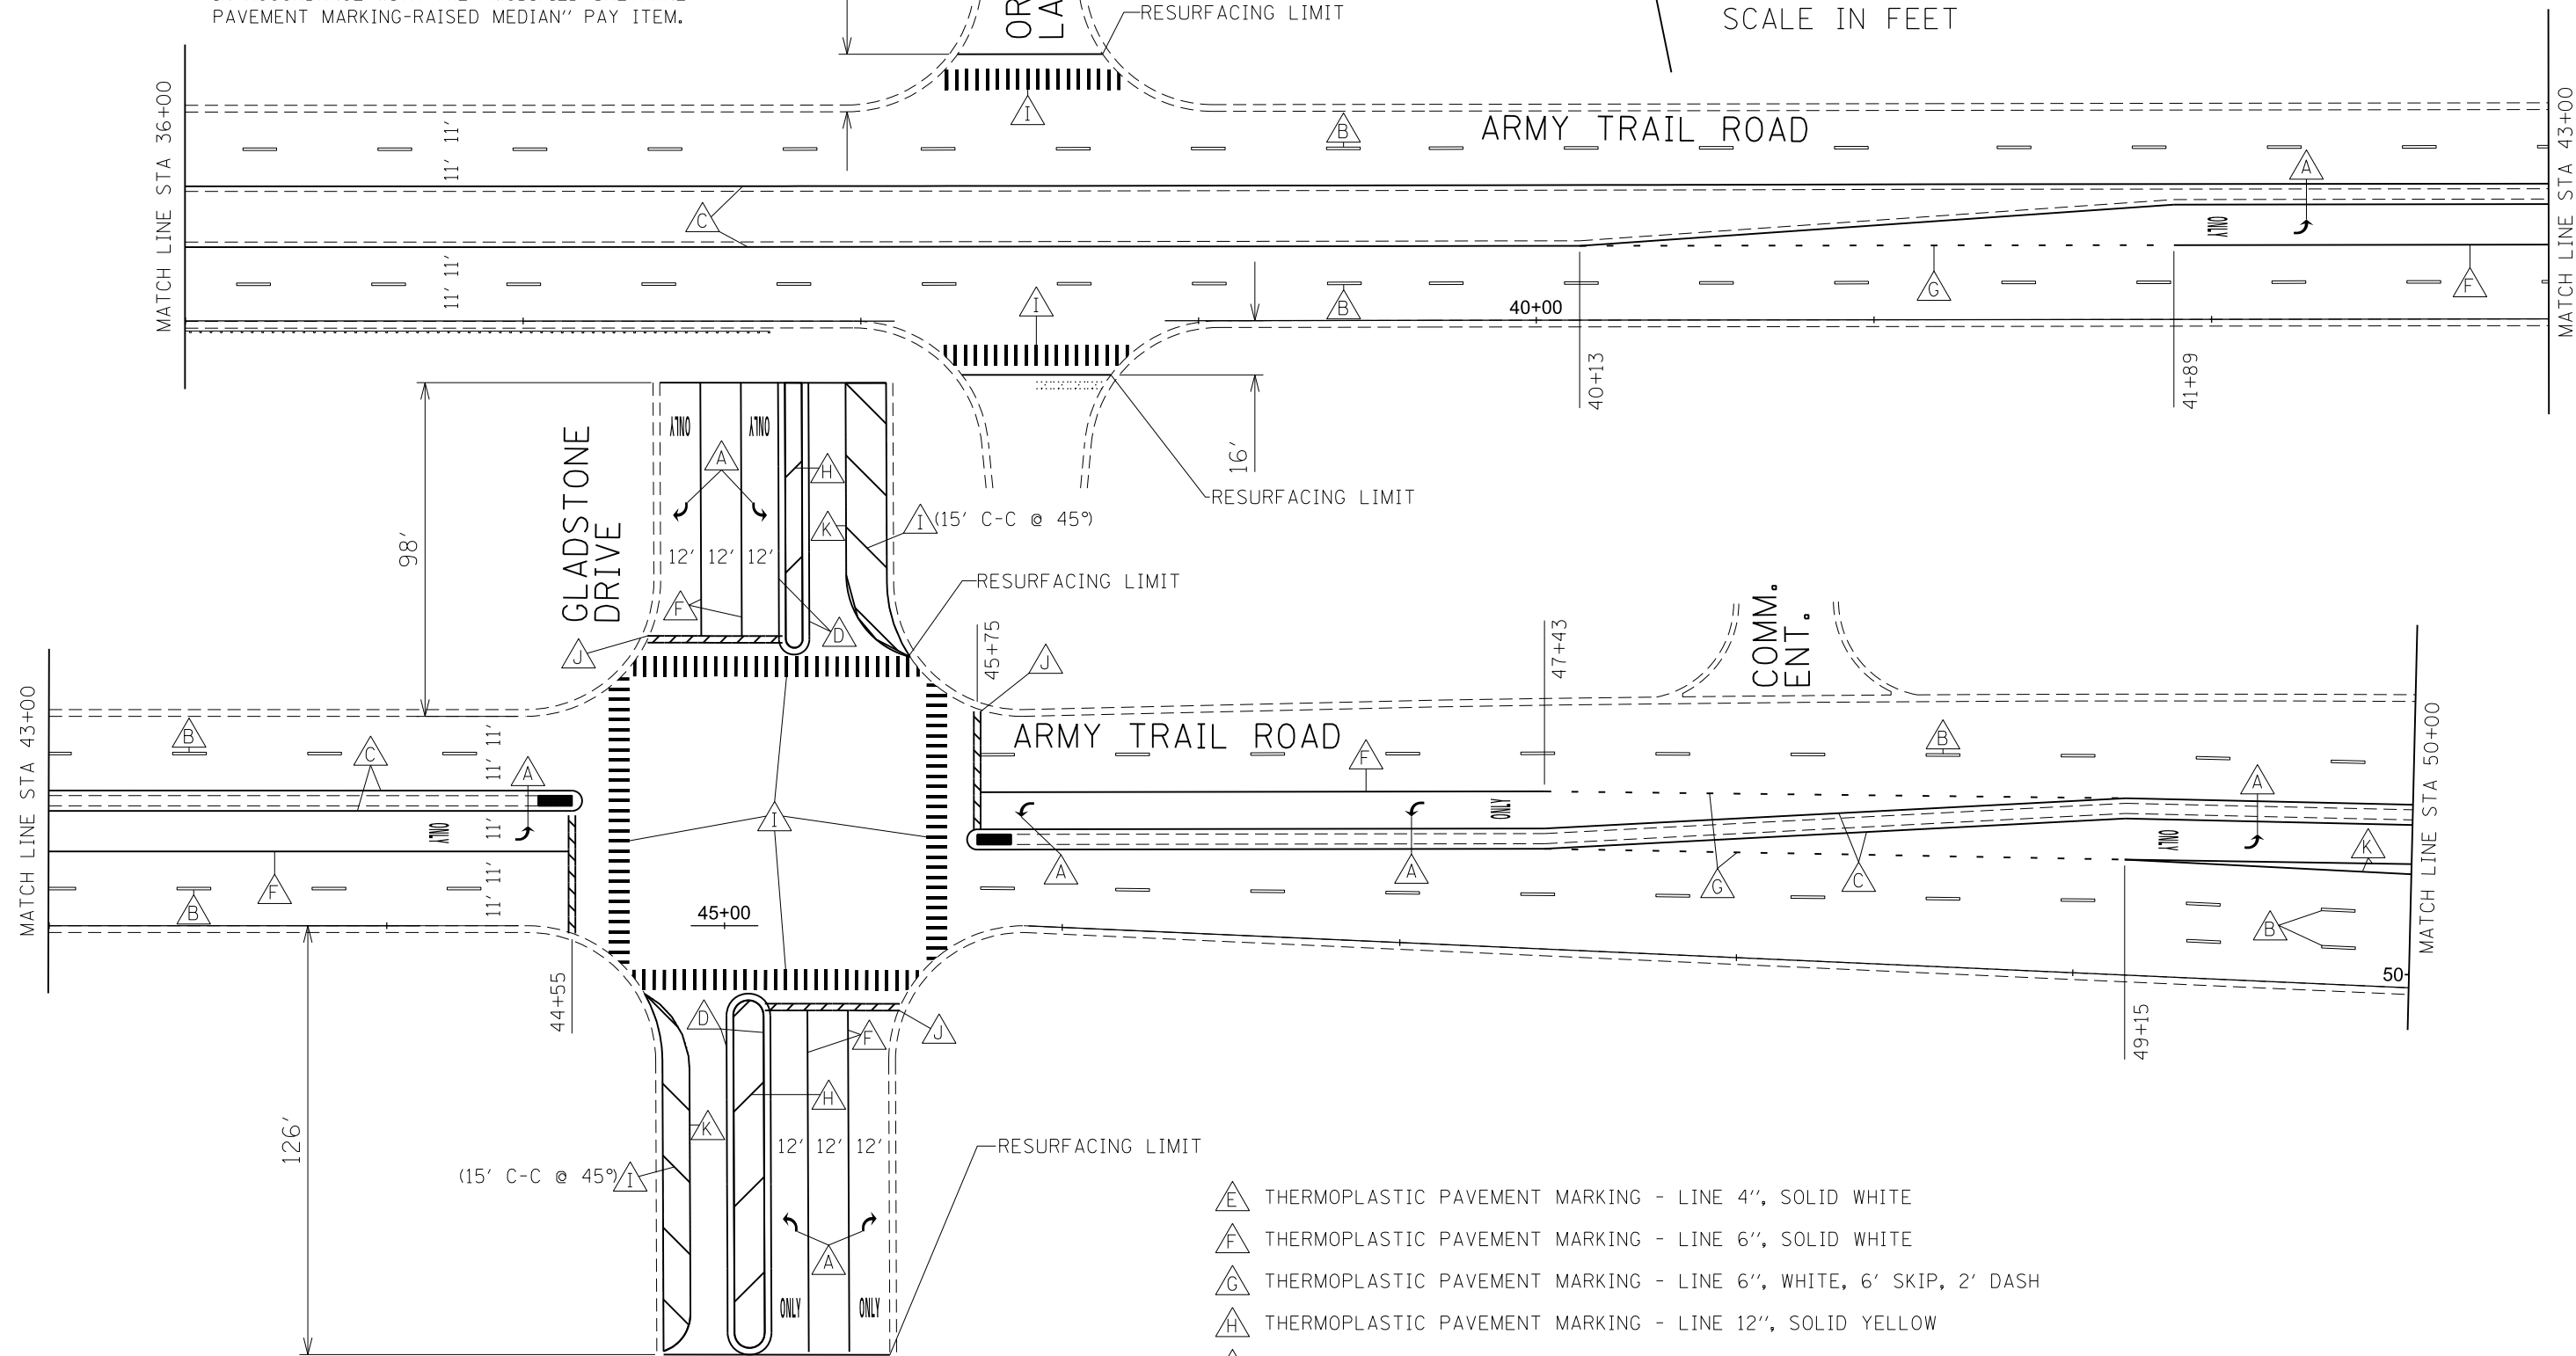 PAVEMENT MARKING-RAISED MEDIAN" PAY ITEM.
RESURFACING LIMIT
SCALE IN FEET
MATCH LINE STA 36+00
11' 11'
I
B
ARMY TRAIL ROAD
A
MATCH LINE STA 43+00
C
ONLY
11' 11'
I
B
40+00
G
F
40+13
41+89
16'
RESURFACING LIMIT
98'
GLADSTONE
DRIVE
ONLY
ONLY
A
H
K
I
(15' C-C @ 45°)
12'
12'
12'
F
D
J
RESURFACING LIMIT
45+75
J
47+43
COMM.
ENT.
MATCH LINE STA 43+00
B
C
11' 11'
A
ARMY TRAIL ROAD
F
B
A
MATCH LINE STA 50+00
ONLY
11'
I
ONLY
ONLY
K
F
B
11' 11'
A
A
G
C
B
45+00
50
44+55
49+15
D
F
J
H
K
126'
12'
12'
12'
RESURFACING LIMIT
(15' C-C @ 45°)
I
A
ONLY
ONLY
E THERMOPLASTIC PAVEMENT MARKING - LINE 4", SOLID WHITE
F THERMOPLASTIC PAVEMENT MARKING - LINE 6", SOLID WHITE
G THERMOPLASTIC PAVEMENT MARKING - LINE 6", WHITE, 6' SKIP, 2' DASH
H THERMOPLASTIC PAVEMENT MARKING - LINE 12", SOLID YELLOW